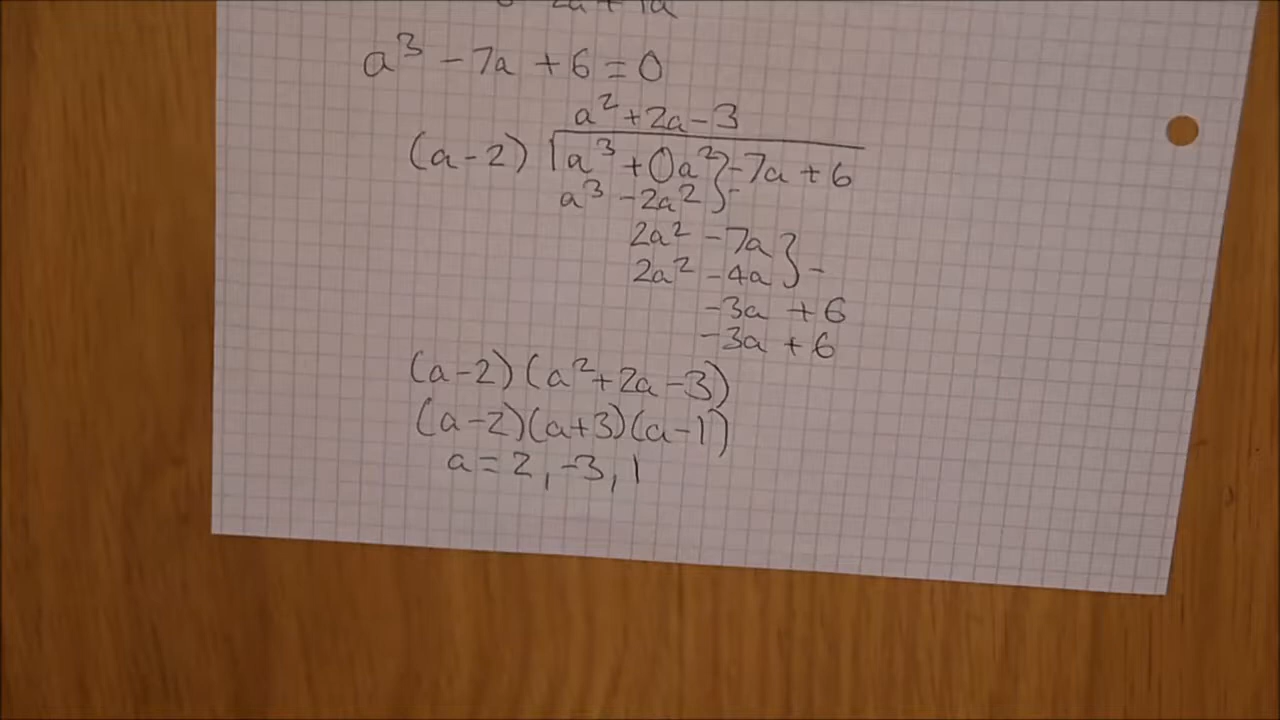 a³ - 7a + 6 = 0
a² + 2a - 3
(a - 2) a³ + 0a² } - 7a + 6
a³ - 2a² } -
2a² - 7a }
2a² - 4a } -
-3a + 6
-3a + 6
(a - 2) (a² + 2a - 3)
(a - 2)(a + 3)(a - 1)
a = 2, -3, 1